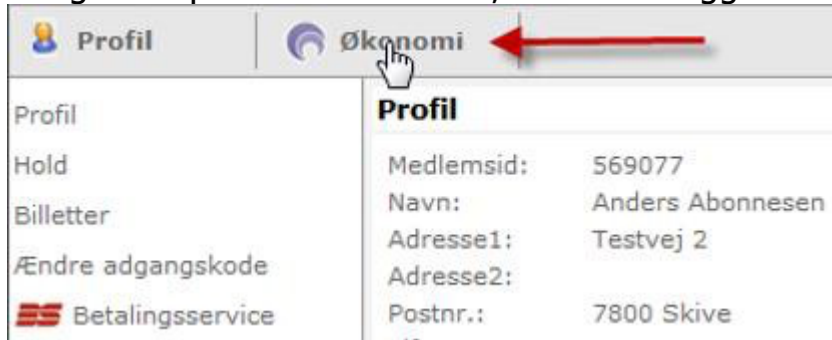 Profil Økonomi
Profil
Hold
Billetter
Ændre adgangskode
BS Betalingsservice
Profil
Medlemsid: 569077
Navn: Anders Abonnesen
Adresse1: Testvej 2
Adresse2:
Postnr.: 7800 Skive